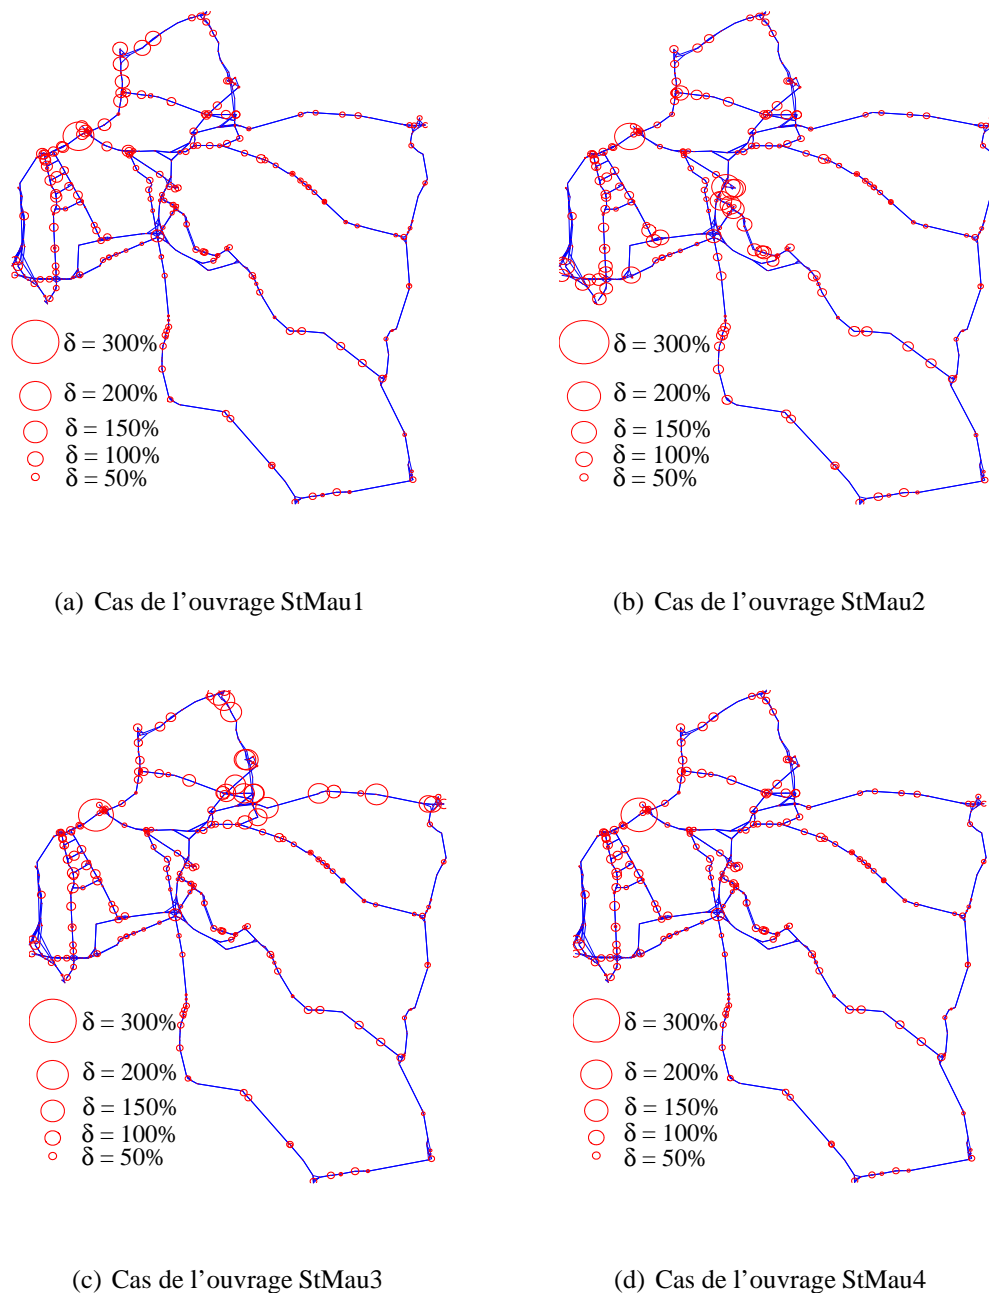 δ = 300%
δ = 200%
δ = 150%
δ = 100%
δ = 50%
(a) Cas de l'ouvrage StMau1
δ = 300%
δ = 200%
δ = 150%
δ = 100%
δ = 50%
(b) Cas de l'ouvrage StMau2
δ = 300%
δ = 200%
δ = 150%
δ = 100%
δ = 50%
(c) Cas de l'ouvrage StMau3
δ = 300%
δ = 200%
δ = 150%
δ = 100%
δ = 50%
(d) Cas de l'ouvrage StMau4